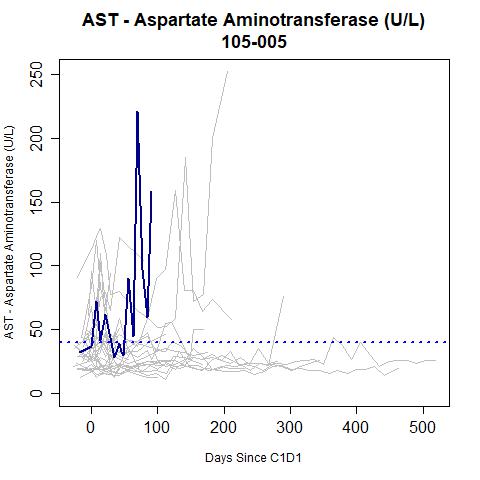 AST - Aspartate Aminotransferase (U/L)
105-005
AST - Aspartate Aminotransferase (U/L)
250
200
150
100
50
0
0 100 200 300 400 500
Days Since C1D1